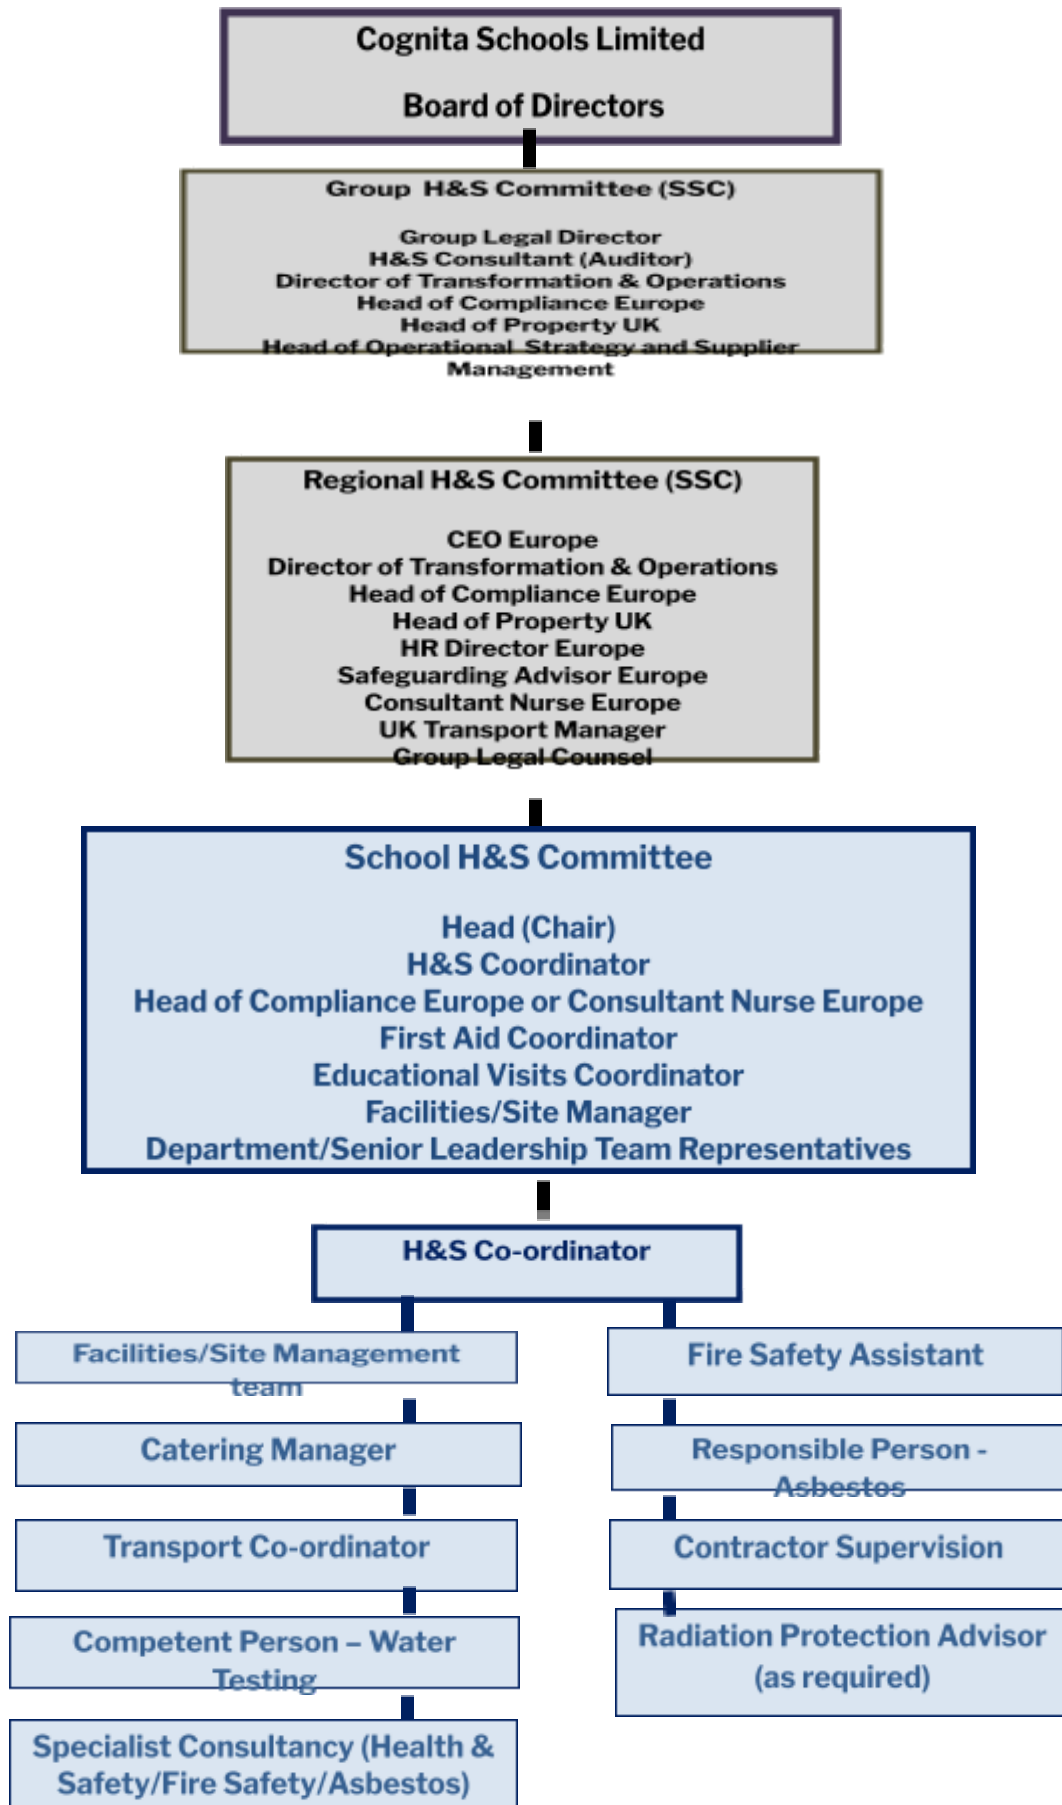 Cognita Schools Limited
Board of Directors
Group H&S Committee (SSC)
Group Legal Director
H&S Consultant (Auditor)
Director of Transformation & Operations
Head of Compliance Europe
Head of Property UK
Head of Operational Strategy and Supplier
Management
Regional H&S Committee (SSC)
CEO Europe
Director of Transformation & Operations
Head of Compliance Europe
Head of Property UK
HR Director Europe
Safeguarding Advisor Europe
Consultant Nurse Europe
UK Transport Manager
Group Legal Counsel
School H&S Committee
Head (Chair)
H&S Coordinator
Head of Compliance Europe or Consultant Nurse Europe
First Aid Coordinator
Educational Visits Coordinator
Facilities/Site Manager
Department/Senior Leadership Team Representatives
H&S Co-ordinator
Facilities/Site Management
team
Catering Manager
Transport Co-ordinator
Competent Person – Water
Testing
Specialist Consultancy (Health &
Safety/Fire Safety/Asbestos)
Fire Safety Assistant
Responsible Person -
Asbestos
Contractor Supervision
Radiation Protection Advisor
(as required)